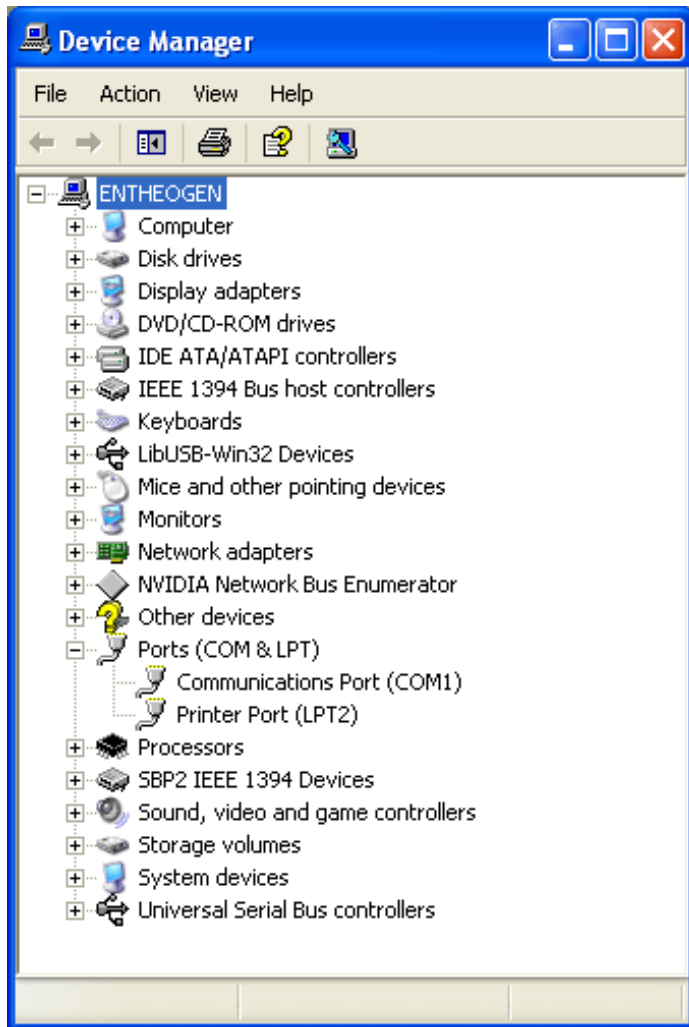 Device Manager
File Action View Help
ENTHEOGEN
Computer
Disk drives
Display adapters
DVD/CD-ROM drives
IDE ATA/ATAPI controllers
IEEE 1394 Bus host controllers
Keyboards
LibUSB-Win32 Devices
Mice and other pointing devices
Monitors
Network adapters
NVIDIA Network Bus Enumerator
Other devices
Ports (COM & LPT)
Communications Port (COM1)
Printer Port (LPT2)
Processors
SBP2 IEEE 1394 Devices
Sound, video and game controllers
Storage volumes
System devices
Universal Serial Bus controllers